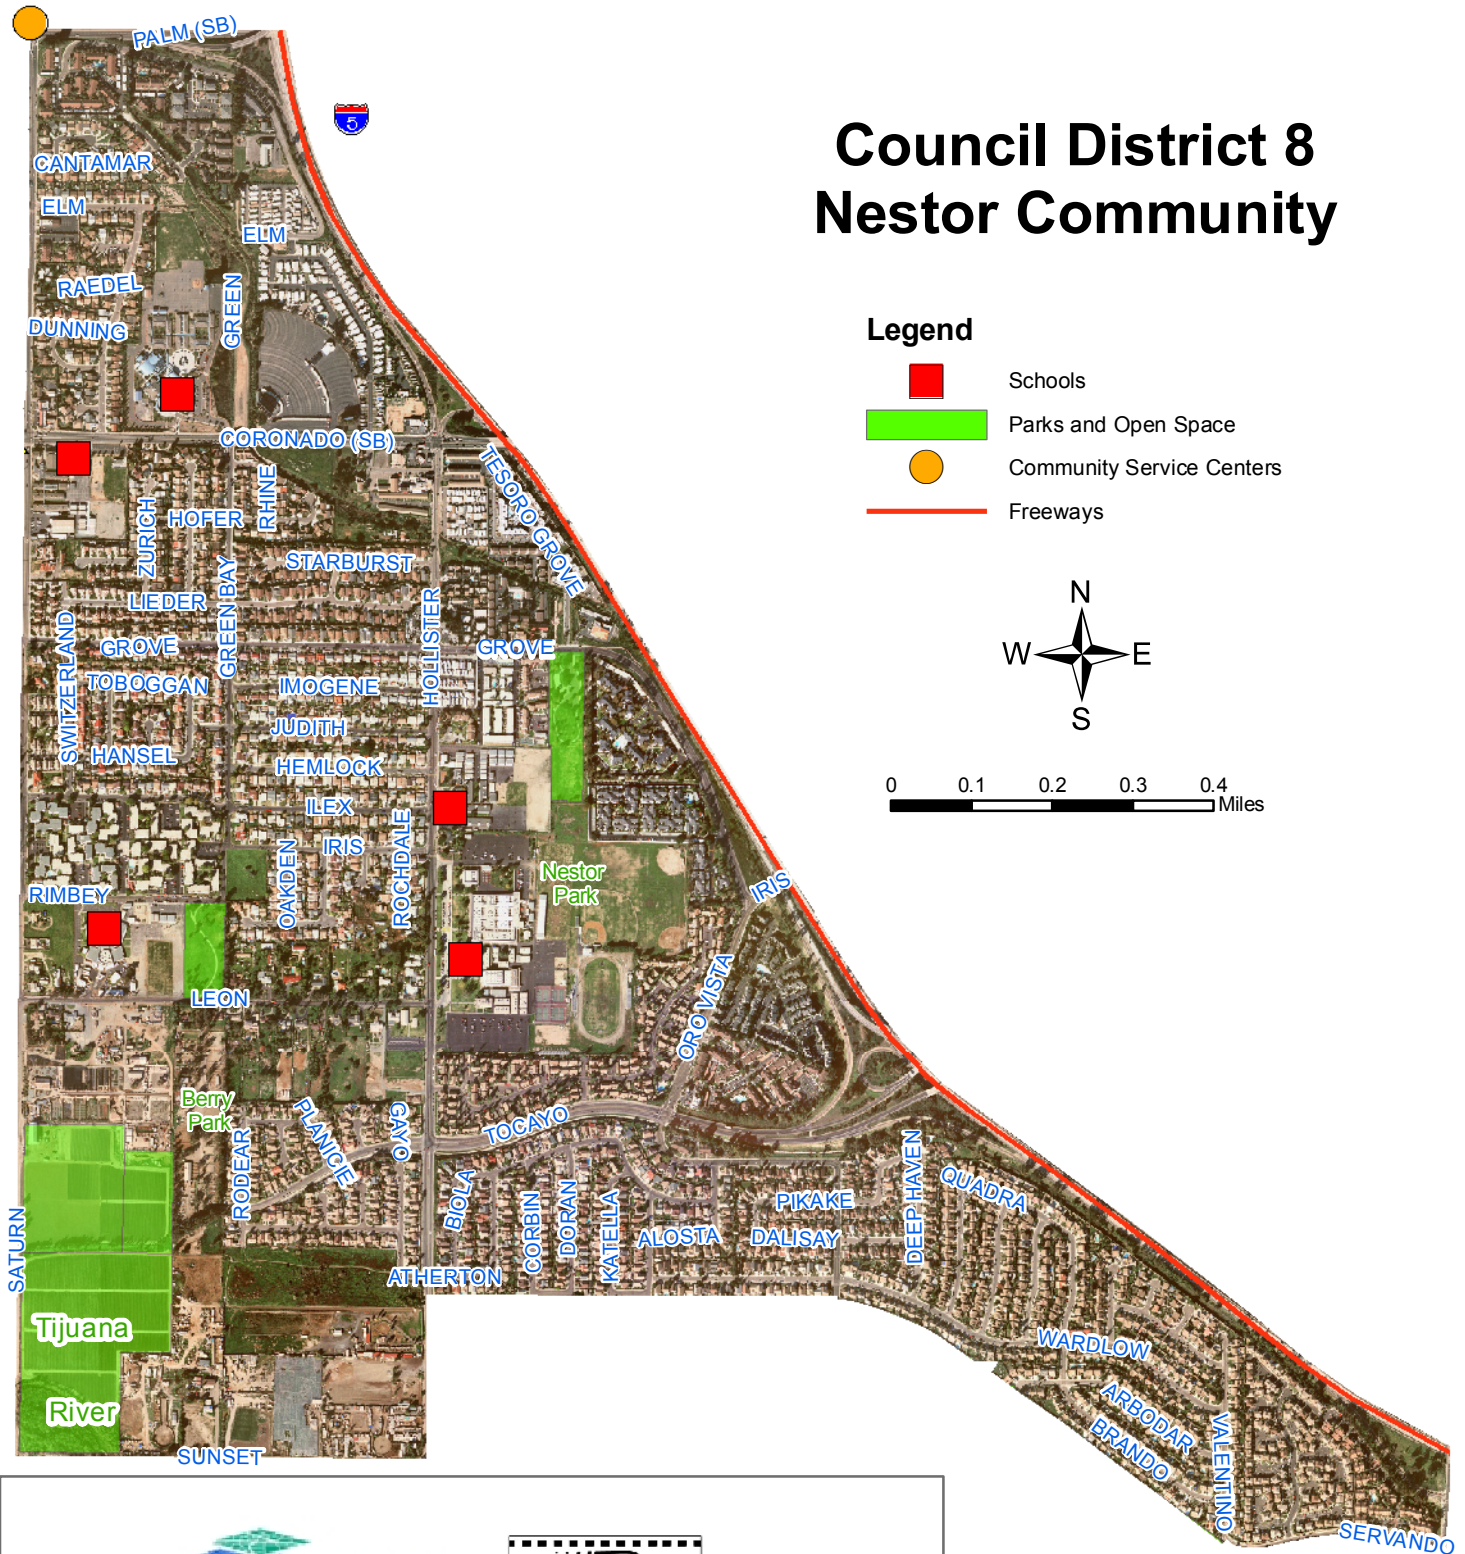 PALM (SB)
5
Council District 8
Nestor Community
CANTAMAR
ELM
ELM
RAEDEL
GREEN
DUNNING
Legend
Schools
Parks and Open Space
Community Service Centers
Freeways
CORONADO (SB)
TESORO GROVE
RHINE
ZURICH
HOFER
STARBURST
LIEDER
GREEN BAY
HOLLISTER
SWITZERLAND
GROVE
GROVE
TOBOGGAN
IMOGENE
JUDITH
HANSEL
HEMLOCK
ILEX
IRIS
OAKDEN
ROCHDALE
N
W
E
S
0
0.1
0.2
0.3
0.4
Miles
Nestor
Park
IRIS
RIMBEY
LEON
ORO VISTA
Berry
Park
PLANICIE
GAYO
TOCAYO
RODEAR
BIOLA
CORBIN
DORAN
KATELLA
ALOSTA
PIKAKE
DALISAY
DEEP HAVEN
QUADRA
SATURN
ATHERTON
Tijuana
River
WARDLOW
ARBODAR
BRANDO
VALENTINO
SUNSET
SERVANDO